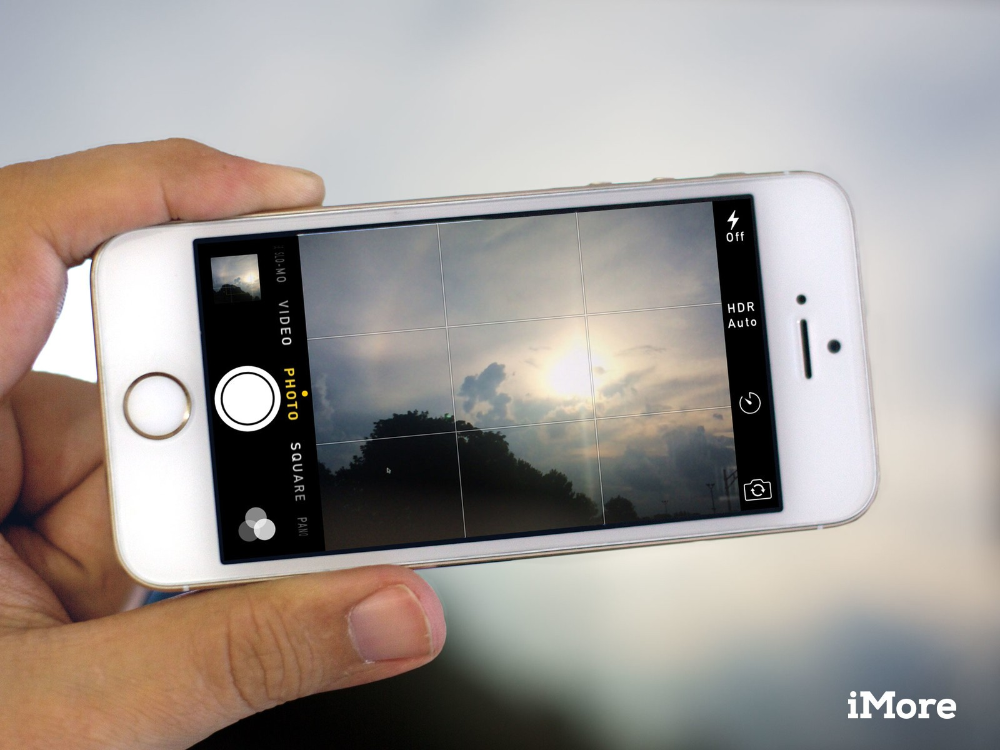 SLO-MO
VIDEO
PHOTO
SQUARE
PANO
Off
HDR
Auto
iMore